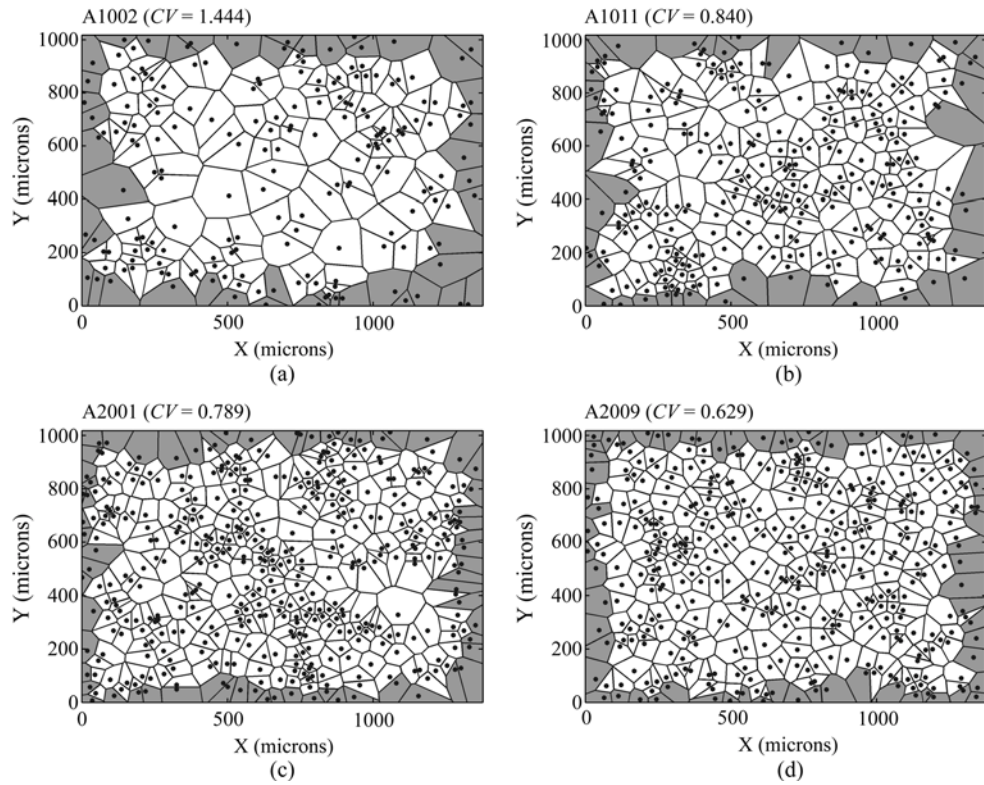 A1002 (CV = 1.444)
1000
800
600
400
200
0
Y (microns)
0 500 1000
X (microns)
(a)
A1011 (CV = 0.840)
1000
800
600
400
200
0
Y (microns)
0 500 1000
X (microns)
(b)
A2001 (CV = 0.789)
1000
800
600
400
200
0
Y (microns)
0 500 1000
X (microns)
(c)
A2009 (CV = 0.629)
1000
800
600
400
200
0
Y (microns)
0 500 1000
X (microns)
(d)